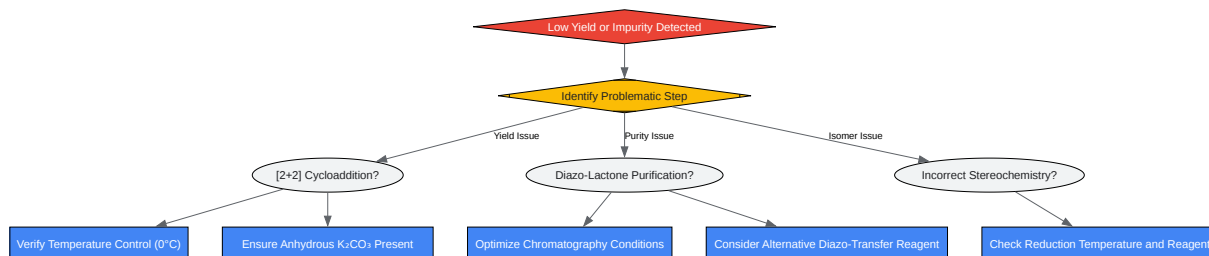 Low Yield or Impurity Detected
Identify Problematic Step
Yield Issue
Purity Issue
Isomer Issue
[2+2] Cycloaddition?
Diazo-Lactone Purification?
Incorrect Stereochemistry?
Verify Temperature Control (0°C)
Ensure Anhydrous K₂CO₃ Present
Optimize Chromatography Conditions
Consider Alternative Diazo-Transfer Reagent
Check Reduction Temperature and Reagent